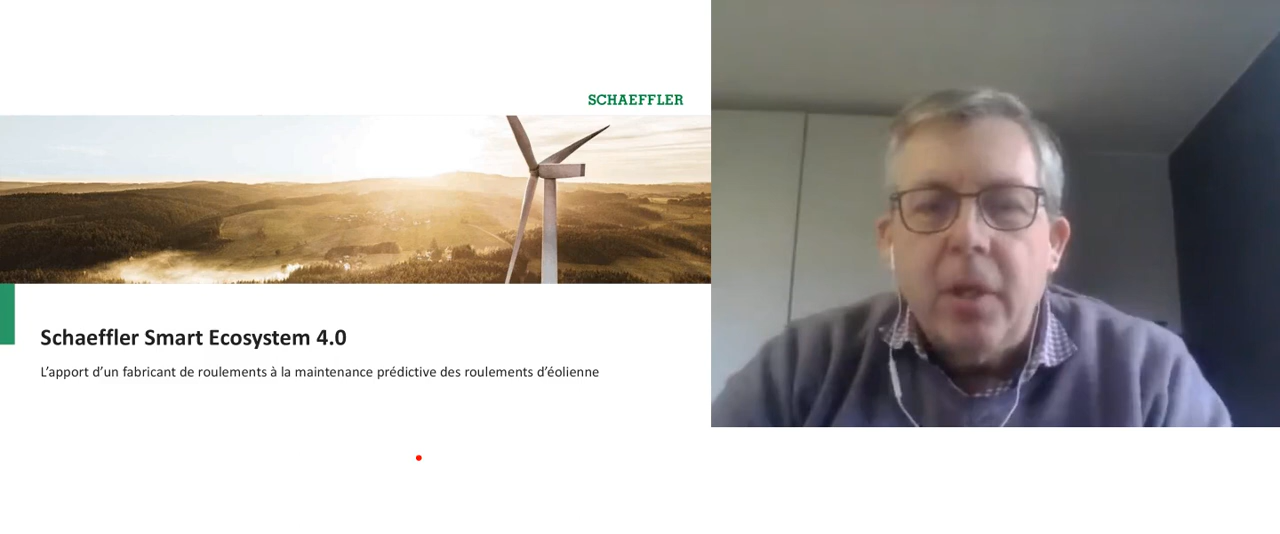 SCHAEFFLER
Schaeffler Smart Ecosystem 4.0
L’apport d’un fabricant de roulements à la maintenance prédictive des roulements d’éolienne